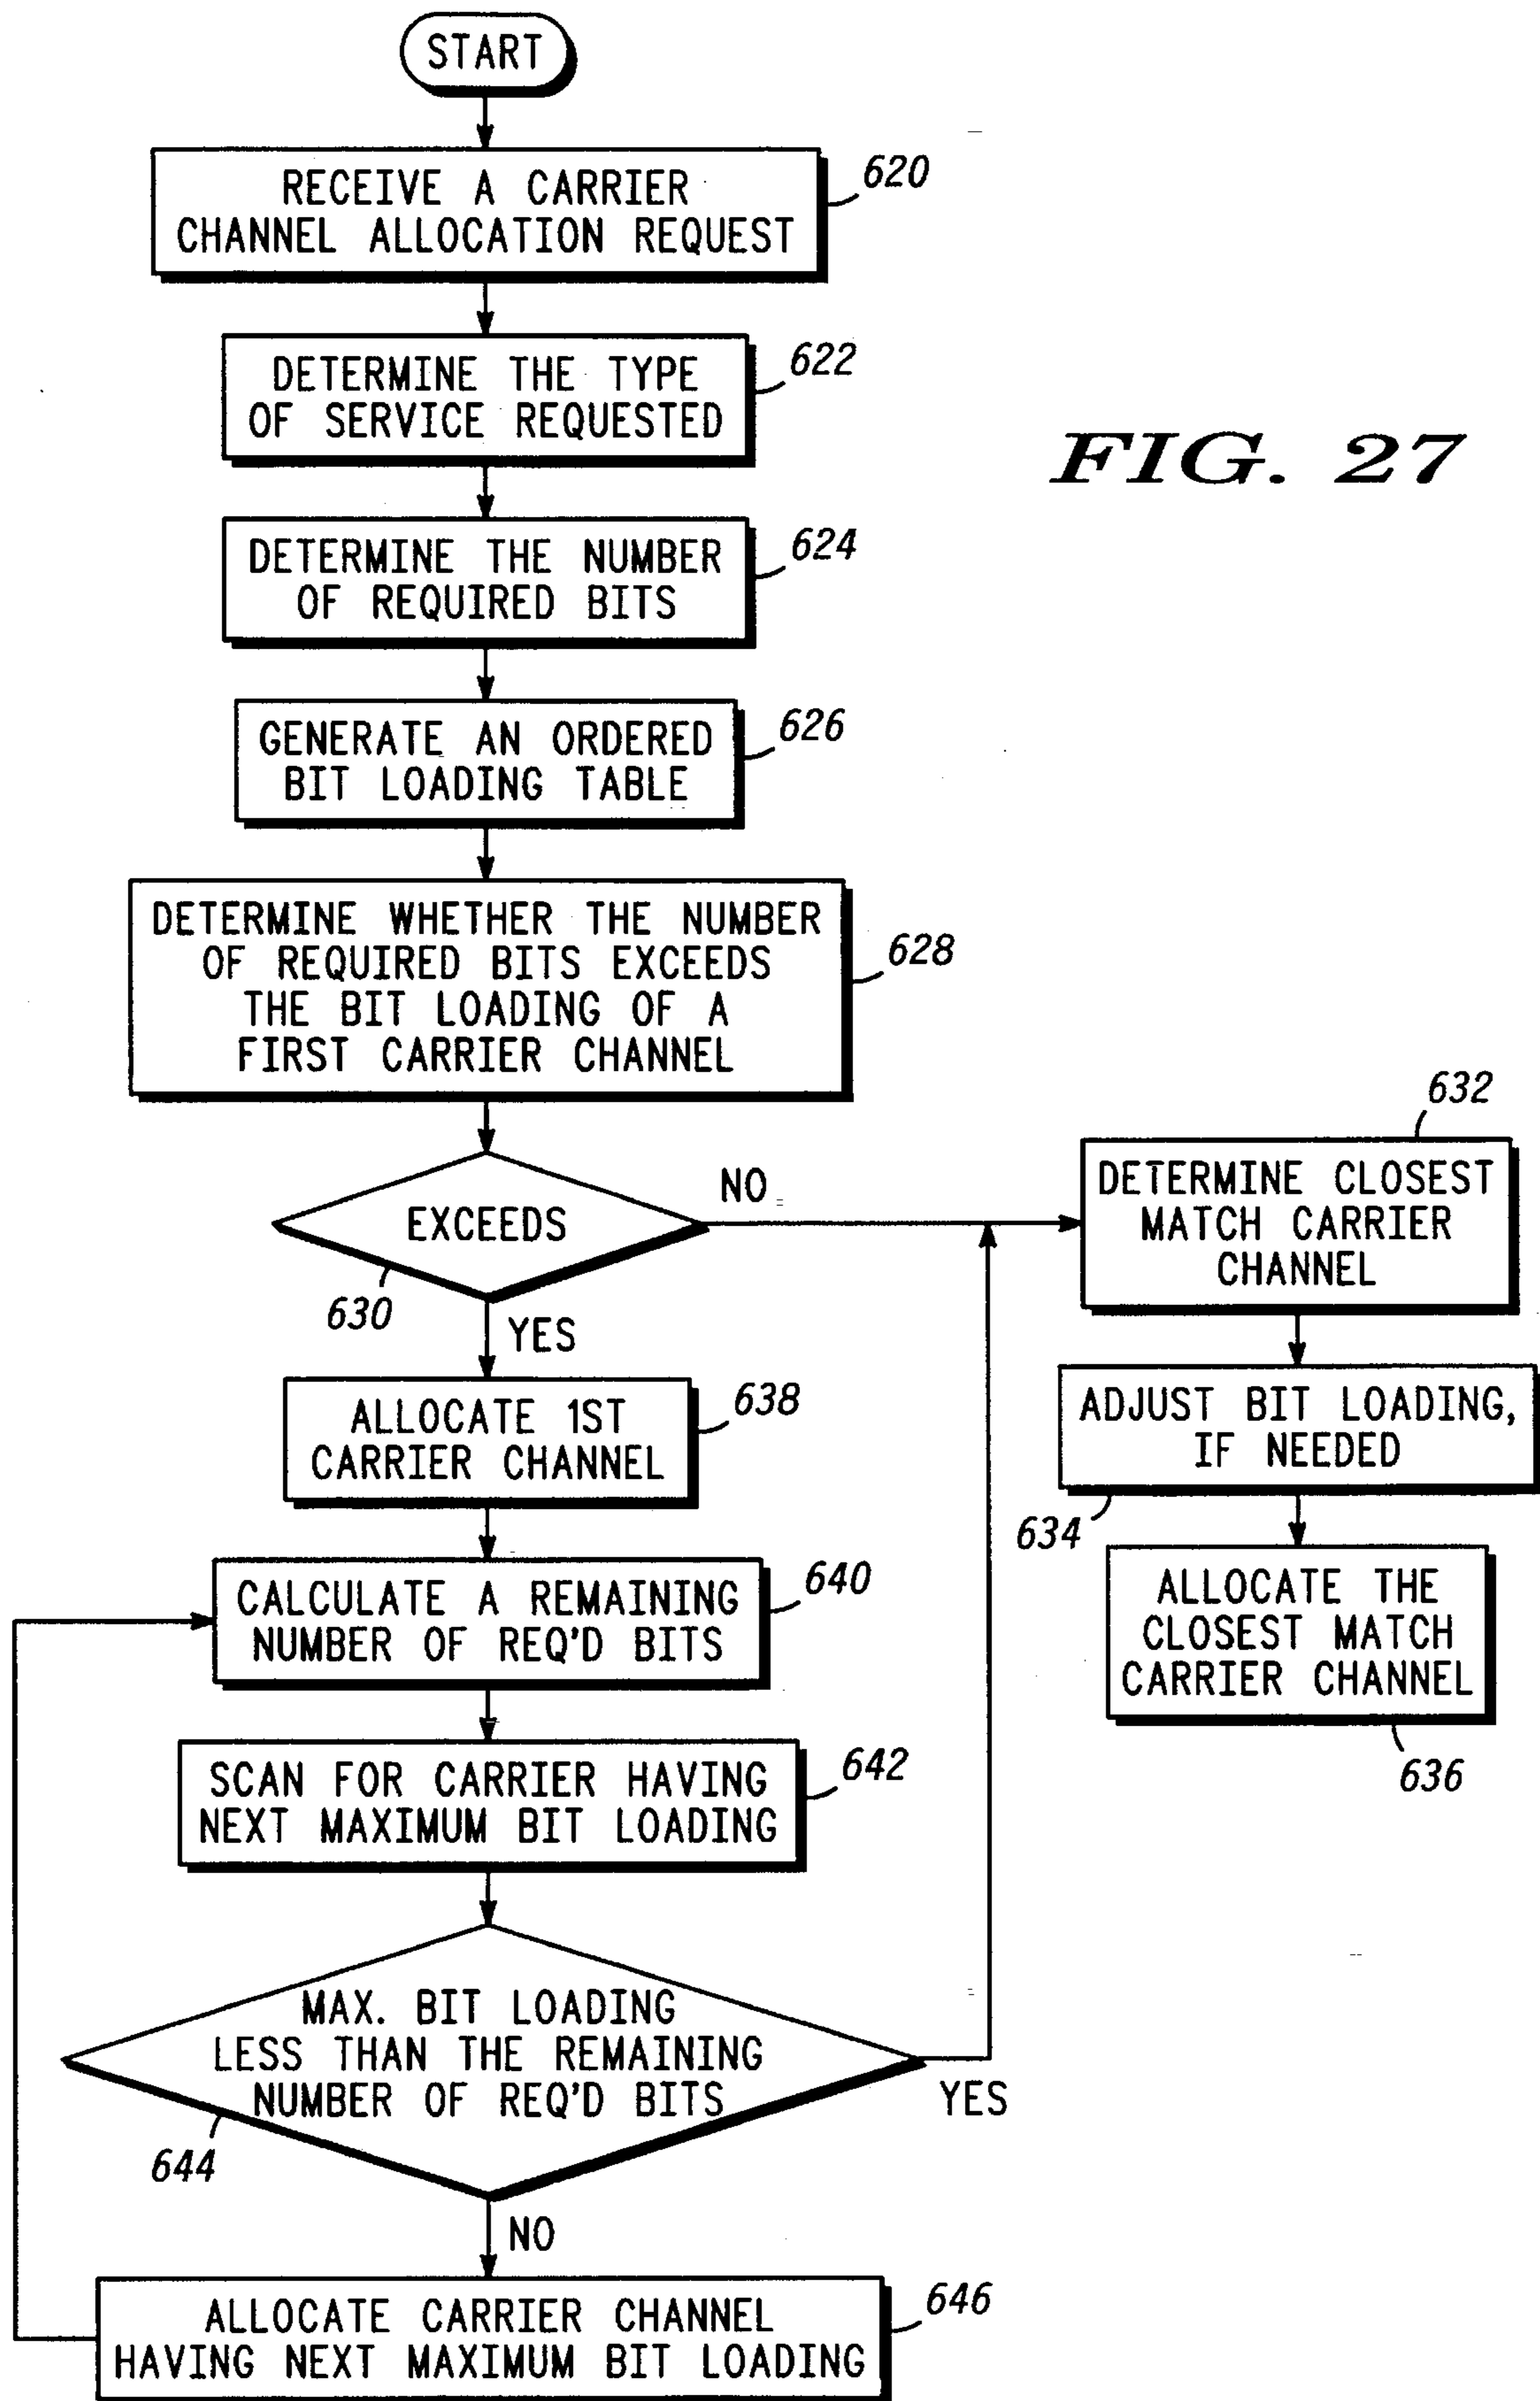 START
RECEIVE A CARRIER
CHANNEL ALLOCATION REQUEST
620
DETERMINE THE TYPE
OF SERVICE REQUESTED
622
FIG. 27
DETERMINE THE NUMBER
OF REQUIRED BITS
624
GENERATE AN ORDERED
BIT LOADING TABLE
626
DETERMINE WHETHER THE NUMBER
OF REQUIRED BITS EXCEEDS
THE BIT LOADING OF A
FIRST CARRIER CHANNEL
628
EXCEEDS
630
NO
YES
632
DETERMINE CLOSEST
MATCH CARRIER
CHANNEL
ADJUST BIT LOADING,
IF NEEDED
634
ALLOCATE THE
CLOSEST MATCH
CARRIER CHANNEL
636
ALLOCATE 1ST
CARRIER CHANNEL
638
CALCULATE A REMAINING
NUMBER OF REQ'D BITS
640
SCAN FOR CARRIER HAVING
NEXT MAXIMUM BIT LOADING
642
MAX. BIT LOADING
LESS THAN THE REMAINING
NUMBER OF REQ'D BITS
644
YES
NO
ALLOCATE CARRIER CHANNEL
HAVING NEXT MAXIMUM BIT LOADING
646